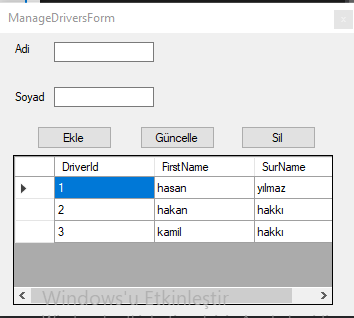 ManageDriversForm
Adi
Soyad
Ekle Güncelle Sil
DriverId FirstName SurName
1 hasan yılmaz
2 hakan hakkı
3 kamil hakkı
Windows'u Etkinleştir